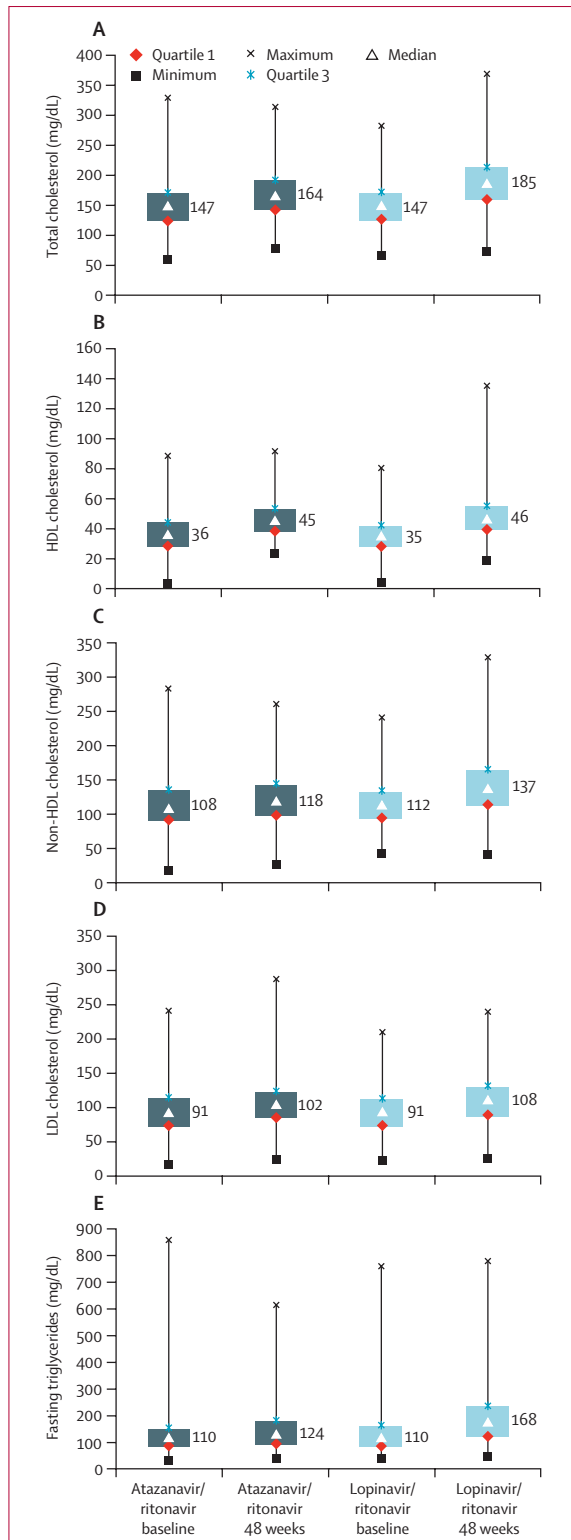 A
Quartile 1
Maximum
Median
Minimum
Quartile 3
Total cholesterol (mg/dL)
400
350
300
250
200
150
100
50
0
147
164
147
185
B
HDL cholesterol (mg/dL)
160
140
120
100
80
60
40
20
0
36
45
35
46
C
Non-HDL cholesterol (mg/dL)
350
300
250
200
150
100
50
0
108
118
112
137
D
LDL cholesterol (mg/dL)
350
300
250
200
150
100
50
0
91
102
91
108
E
Fasting triglycerides (mg/dL)
900
800
700
600
500
400
300
200
100
0
110
124
110
168
Atazanavir/
ritonavir
baseline
Atazanavir/
ritonavir
48 weeks
Lopinavir/
ritonavir
baseline
Lopinavir/
ritonavir
48 weeks